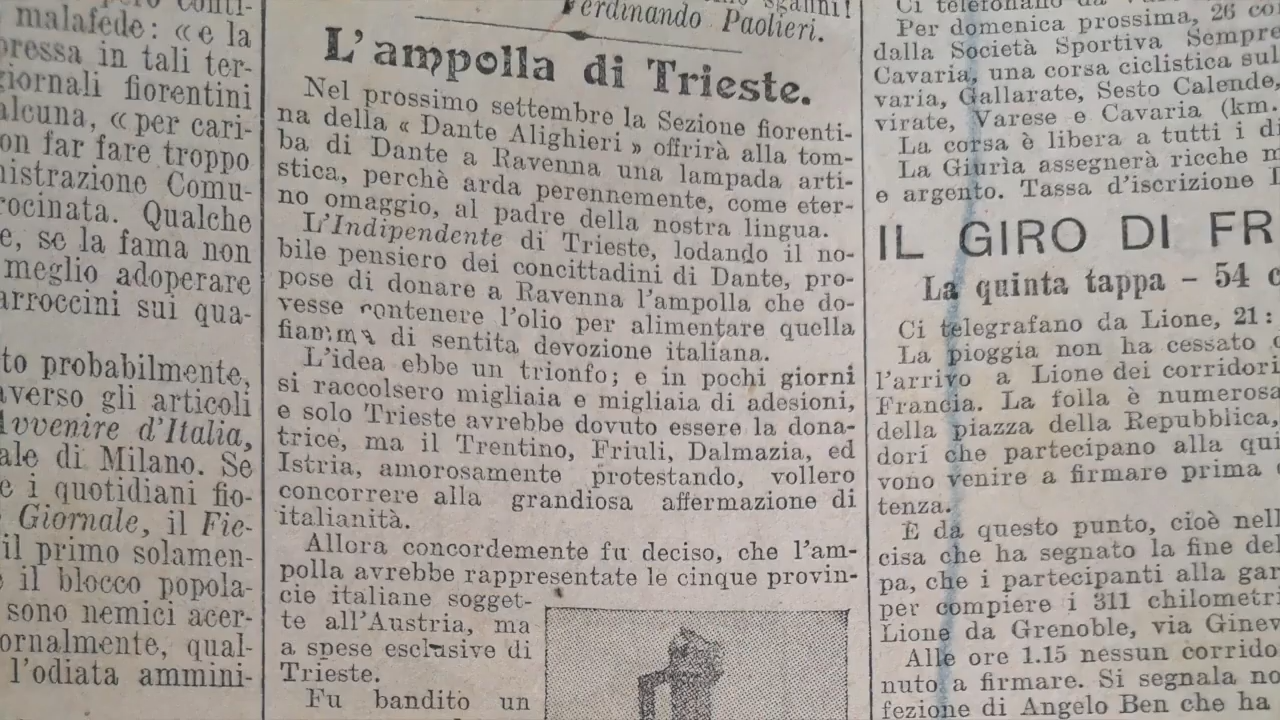 malafede: «e la
pressa in tali ter-
giornali fiorentini
alcuna, «per cari-
on far fare troppo
nistrazione Comu-
rocinata. Qualche
e, se la fama non
meglio adoperare
arroccini sui qua-
to probabilmente,
averso gli articoli
Avvenire d'Italia,
ale di Milano. Se
e i quotidiani fio-
Giornale, il Fie-
il primo solamen-
e il blocco popola-
sono nemici acer-
ornalmente, qual-
l'odiata ammini-
sganni!
Ferdinando Paolieri.
L'ampolla di Trieste.
Nel prossimo settembre la Sezione fiorenti-
na della « Dante Alighieri » offrirà alla tom-
ba di Dante a Ravenna una lampada arti-
stica, perchè arda perennemente, come eter-
no omaggio, al padre della nostra lingua.
L'Indipendente di Trieste, lodando il no-
bile pensiero dei concittadini di Dante, pro-
pose di donare a Ravenna l'ampolla che do-
vesse contenere l'olio per alimentare quella
fiamma di sentita devozione italiana.
L'idea ebbe un trionfo; e in pochi giorni
si raccolsero migliaia e migliaia di adesioni,
e solo Trieste avrebbe dovuto essere la dona-
trice, ma il Trentino, Friuli, Dalmazia, ed
Istria, amorosamente protestando, vollero
concorrere alla grandiosa affermazione di
italianità.
Allora concordemente fu deciso, che l'am-
polla avrebbe rappresentate le cinque provin-
cie italiane sogget-
te all'Austria, ma
a spese esclusive di
Trieste.
Fu bandito un
Ci telefonano da
Per domenica prossima, 26 co
dalla Società Sportiva Sempre
Cavaria, una corsa ciclistica sul
varia, Gallarate, Sesto Calende,
virate, Varese e Cavaria (km.
La corsa è libera a tutti i di
La Giurìa assegnerà ricche m
e argento. Tassa d'iscrizione
IL GIRO DI FR
La quinta tappa - 54 c
Ci telegrafano da Lione, 21:
La pioggia non ha cessato
l'arrivo a Lione dei corridori
Francia. La folla è numerosa
della piazza della Repubblica,
dori che partecipano alla qui
vono venire a firmare prima
tenza.
E da questo punto, cioè nell
cisa che ha segnato la fine del
pa, che i partecipanti alla gar
per compiere i 311 chilometri
Lione da Grenoble, via Ginev
Alle ore 1.15 nessun corrido
nuto a firmare. Si segnala no
fezione di Angelo Ben che ha